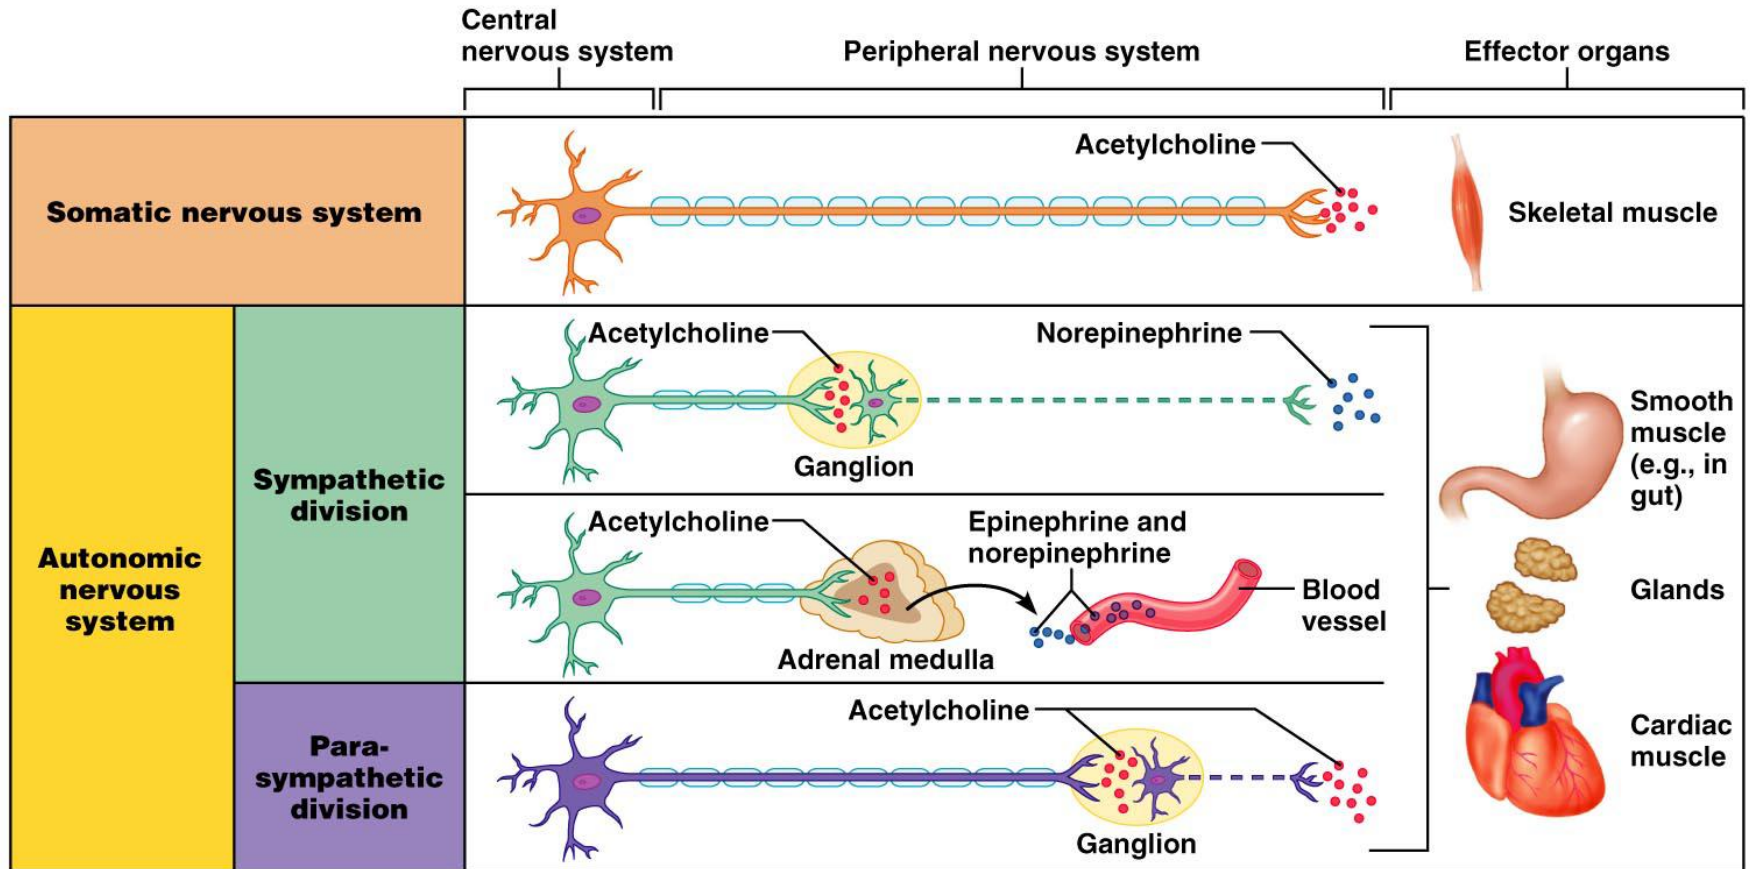 Central
nervous system
Peripheral nervous system
Effector organs
Somatic nervous system
Acetylcholine
Skeletal muscle
Autonomic
nervous
system
Sympathetic
division
Acetylcholine
Ganglion
Norepinephrine
Acetylcholine
Adrenal medulla
Epinephrine and
norepinephrine
Blood
vessel
Para-
sympathetic
division
Acetylcholine
Ganglion
Smooth
muscle
(e.g., in
gut)
Glands
Cardiac
muscle